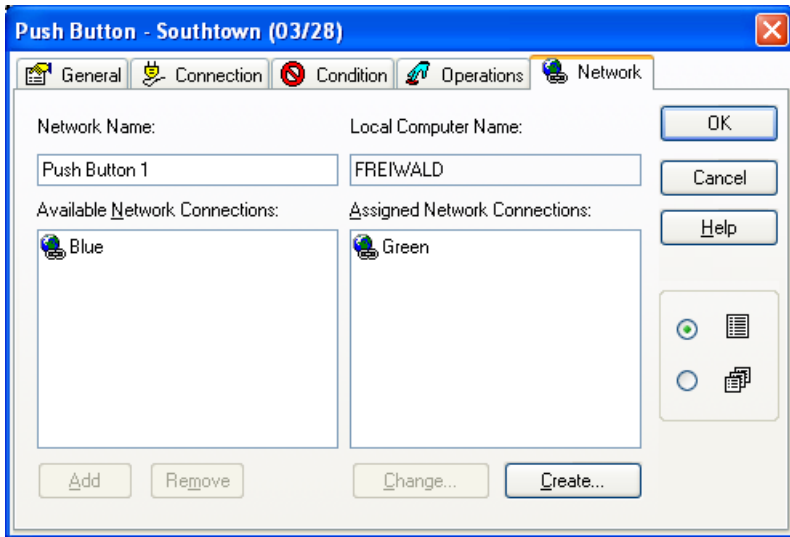 Push Button - Southtown (03/28)
General Connection Condition Operations Network
Network Name: Local Computer Name:
Push Button 1 FREIWALD
Available Network Connections: Assigned Network Connections:
Blue Green
Add Remove Change... Create...
OK
Cancel
Help